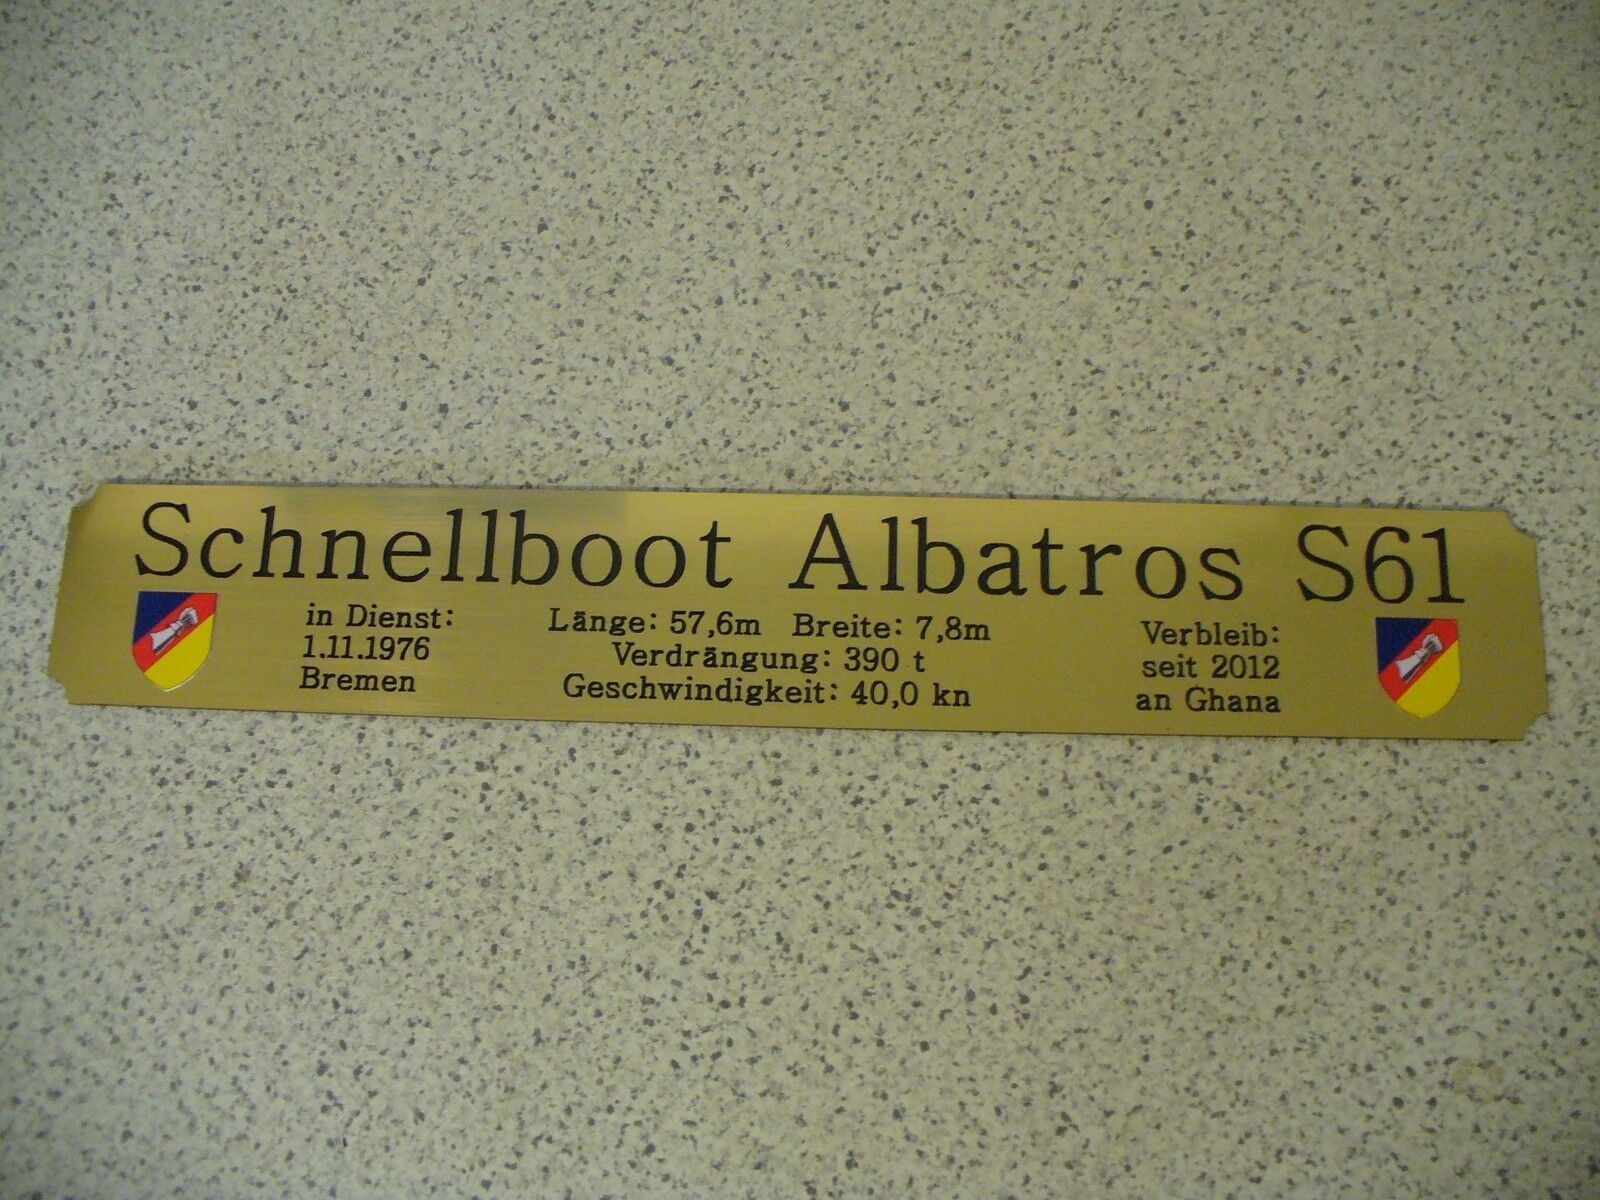 Schnellboot Albatros S61
in Dienst:
1.11.1976
Bremen
Länge: 57,6m Breite: 7,8m
Verdrängung: 390 t
Geschwindigkeit: 40,0 kn
Verbleib:
seit 2012
an Ghana